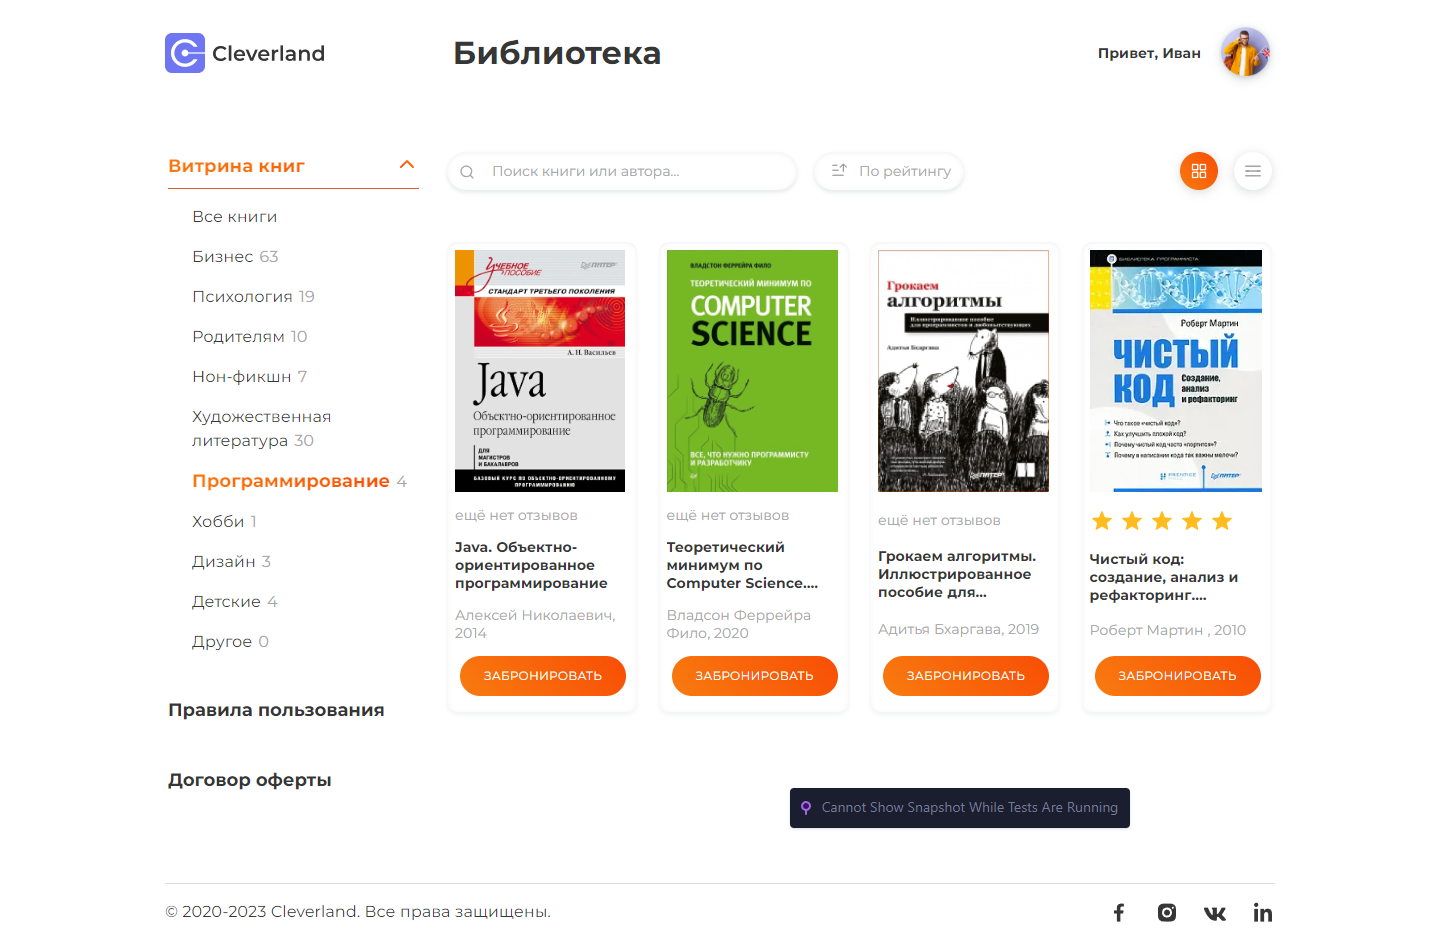 Cleverland
Библиотека
Привет, Иван
Витрина книг
Все книги
Бизнес 63
Психология 19
Родителям 10
Нон-фикшн 7
Художественная
литература 30
Программирование 4
Хобби 1
Дизайн 3
Детские 4
Другое 0
Правила пользования
Договор оферты
Поиск книги или автора…
По рейтингу
УЧЕБНОЕ
ПОСОБИЕ
ПИТЕР
СТАНДАРТ ТРЕТЬЕГО ПОКОЛЕНИЯ
А. Н. Васильев
Java
Объектно-ориентированное
программирование
ДЛЯ
МАГИСТРОВ
И БАКАЛАВРОВ
БАЗОВЫЙ КУРС ПО ОБЪЕКТНО-ОРИЕНТИРОВАННОМУ
ПРОГРАММИРОВАНИЮ
ещё нет отзывов
Java. Объектно-
ориентированное
программирование
Алексей Николаевич,
2014
ЗАБРОНИРОВАТЬ
ВЛАДСТОН ФЕРРЕЙРА ФИЛО
ТЕОРЕТИЧЕСКИЙ МИНИМУМ ПО
COMPUTER
SCIENCE
ВСЕ, ЧТО НУЖНО ПРОГРАММИСТУ
И РАЗРАБОТЧИКУ
ещё нет отзывов
Теоретический
минимум по
Computer Science....
Владсон Феррейра
Фило, 2020
ЗАБРОНИРОВАТЬ
Грокаем
алгоритмы
Иллюстрированное пособие
для программистов и любопытствующих
Адитья Бхаргава
ПИТЕР
ещё нет отзывов
Грокаем алгоритмы.
Иллюстрированное
пособие для...
Адитья Бхаргава, 2019
ЗАБРОНИРОВАТЬ
БИБЛИОТЕКА ПРОГРАММИСТА
Роберт Мартин
ЧИСТЫЙ
КОД
Создание,
анализ
и рефакторинг
Что такое «чистый код»?
Как улучшить плохой код?
Почему чистый код часто «портится»?
Почему в написании кода так важны мелочи?
PRENTICE
ПИТЕР
Чистый код:
создание, анализ и
рефакторинг....
Роберт Мартин , 2010
ЗАБРОНИРОВАТЬ
Cannot Show Snapshot While Tests Are Running
© 2020-2023 Cleverland. Все права защищены.